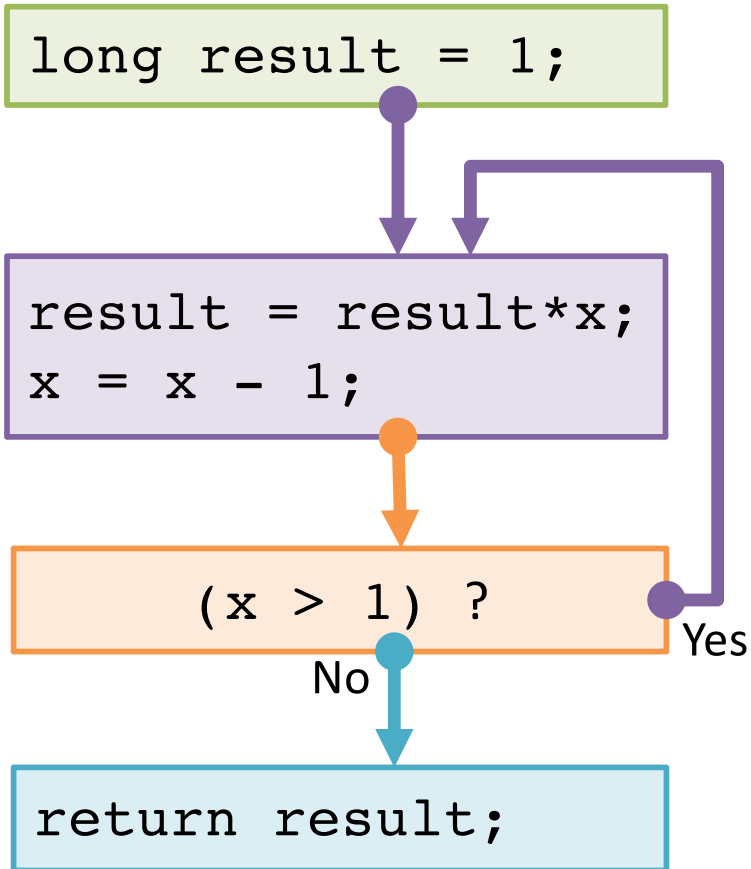 long result = 1;
result = result*x;
x = x - 1;
(x > 1) ?
Yes
No
return result;